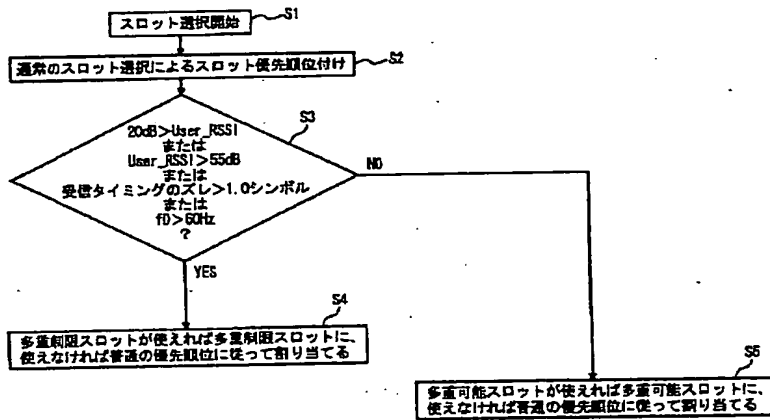 スロット選択開始
S1
通常のスロット選択によるスロット優先順位付け
S2
20dB>User_RSSI
または
User_RSSI>55dB
または
受信タイミングのズレ>1.0シンボル
または
fD>60Hz
?
S3
NO
YES
S4
多重制限スロットが使えれば多重制限スロットに、
使えなければ普通の優先順位に従って割り当てる
S5
多重可能スロットが使えれば多重可能スロットに、
使えなければ普通の優先順位に従って割り当てる